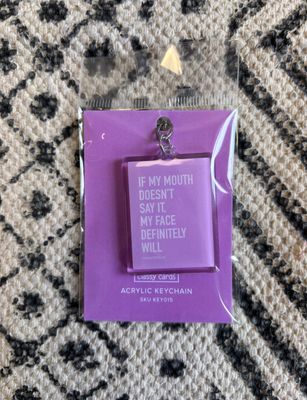 IF MY MOUTH
DOESN'T
SAY IT,
MY FACE
DEFINITELY
WILL
classy cards
ACRYLIC KEYCHAIN
SKU KEY015